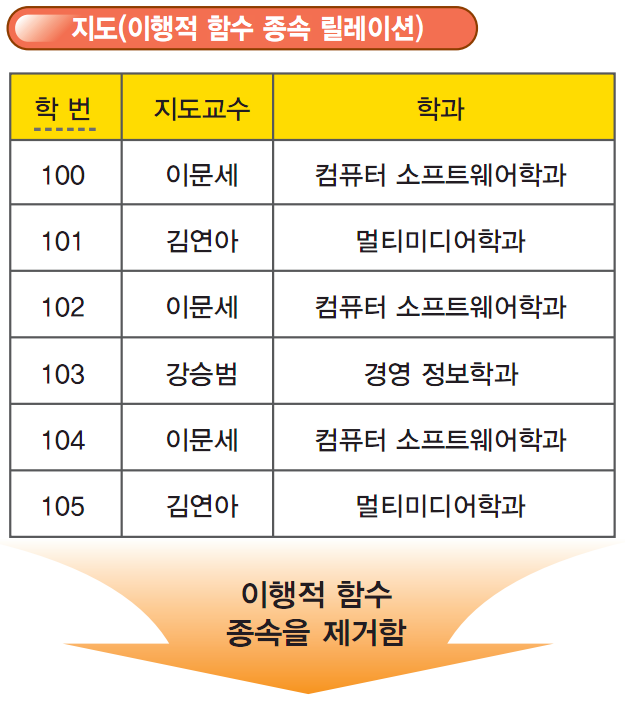 지도(이행적 함수 종속 릴레이션)
학 번 지도교수 학과
100 이문세 컴퓨터 소프트웨어학과
101 김연아 멀티미디어학과
102 이문세 컴퓨터 소프트웨어학과
103 강승범 경영 정보학과
104 이문세 컴퓨터 소프트웨어학과
105 김연아 멀티미디어학과
이행적 함수
종속을 제거함